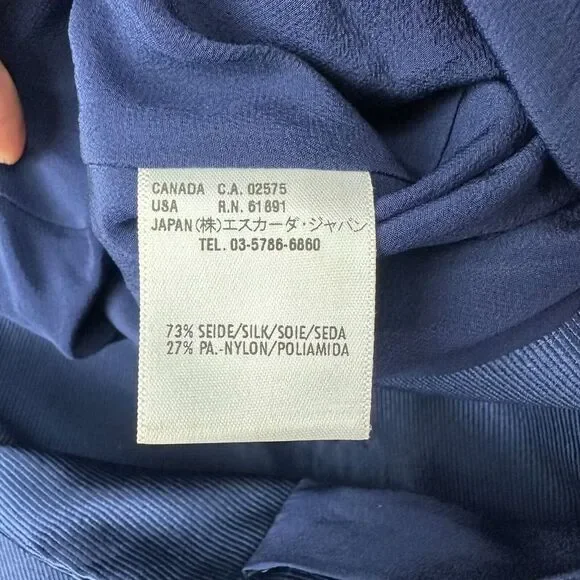 CANADA C.A. 02575
USA R.N. 61891
JAPAN (株)エスカーダ・ジャパン
TEL. 03-5786-6860
73% SEIDE/SILK/SOIE/SEDA
27% PA.-NYLON/POLIAMIDA